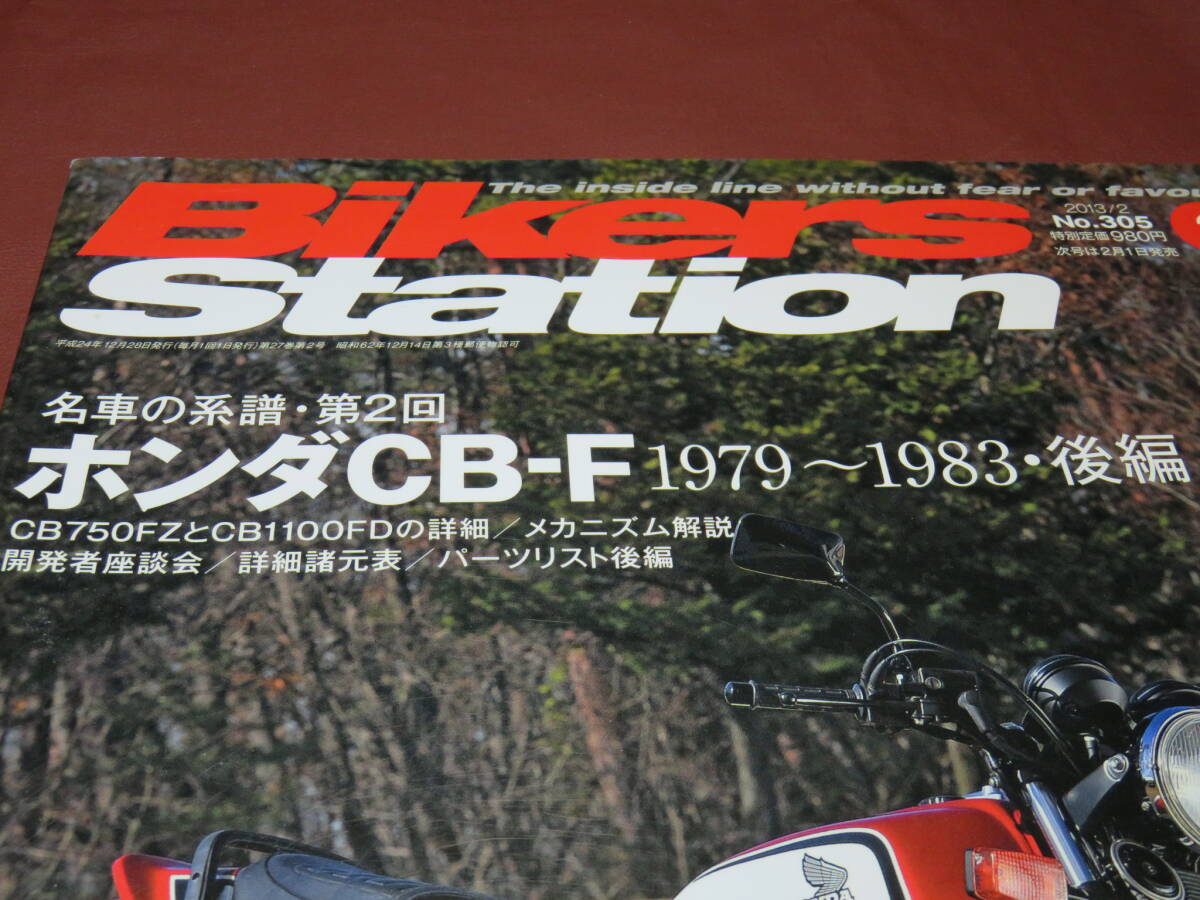 The inside line without fear or favor
Bikers
Station
2013/2
No.305
特別定価980円
次号は2月1日発売
平成24年12月28日発行(毎月1回1日発行)第27巻第2号 昭和62年12月14日第3種郵便物認可
名車の系譜・第2回
ホンダCB-F 1979〜1983・後編
CB750FZとCB1100FDの詳細/メカニズム解説
開発者座談会/詳細諸元表/パーツリスト後編